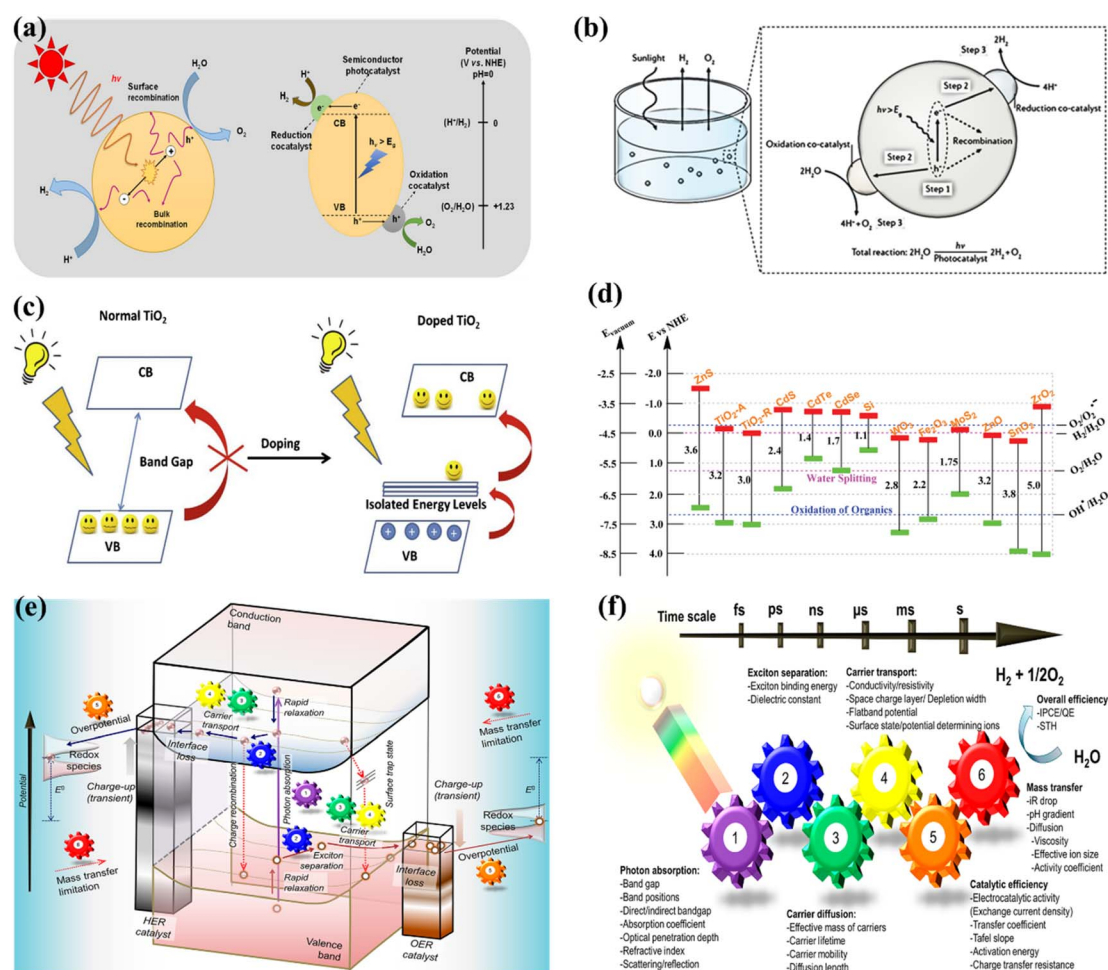 (a)
hν
Surface
recombination
H2O
O2
h+
+
-
H2
H+
Bulk
recombination
Semiconductor
photocatalyst
H+
H2
e-
e-
Reduction
cocatalyst
CB
hv > Eg
Oxidation
cocatalyst
VB
h+
h+
O2
H2O
Potential
(V vs. NHE)
pH=0
(H+/H2)
0
(O2/H2O)
+1.23
(b)
Sunlight
H2
O2
Step 3
2H2
4H+
Step 2
Reduction co-catalyst
hν>Eg
Recombination
Oxidation co-catalyst
Step 2
h+
Step 1
2H2O
4H+ + O2
Step 3
Total reaction: 2H2O hν Photocatalyst 2H2 + O2
(c)
Normal TiO2
CB
Band Gap
VB
Doping
Doped TiO2
CB
Isolated Energy Levels
+ + + +
VB
(d)
Evacuum
E vs NHE
-2.5
-3.5
-4.5
-5.5
-6.5
-7.5
-8.5
-2.0
-1.0
0.0
1.0
2.0
3.0
4.0
ZnS
TiO2-A
TiO2-R
CdS
CdTe
CdSe
Si
WO3
Fe2O3
MoS2
ZnO
SnO2
ZrO2
3.6
3.2
3.0
2.4
1.4
1.7
1.1
2.8
2.2
1.75
3.2
3.8
5.0
Water Splitting
Oxidation of Organics
O2/O2•-
H2/H2O
O2/H2O
OH•/H2O
(e)
Conduction
band
Rapid
relaxation
Carrier
transport
Overpotential
Redox
species
Interface
loss
Charge-up
(transient)
Potential
E0
Mass transfer
limitation
HER
catalyst
Charge recombination
Photon absorption
Surface trap state
Carrier
transport
Exciton
separation
Rapid
relaxation
Valence
band
Mass transfer
limitation
Charge-up
(transient)
E0
Redox
species
Overpotential
Interface
loss
OER
catalyst
(f)
Time scale
fs
ps
ns
μs
ms
s
Exciton separation:
-Exciton binding energy
-Dielectric constant
Carrier transport:
-Conductivity/resistivity
-Space charge layer/ Depletion width
-Flatband potential
-Surface state/potential determining ions
H2 + 1/2O2
Overall efficiency
-IPCE/QE
-STH
H2O
1
2
3
4
5
6
Photon absorption:
-Band gap
-Band positions
-Direct/indirect bandgap
-Absorption coefficient
-Optical penetration depth
-Refractive index
-Scattering/reflection
Carrier diffusion:
-Effective mass of carriers
-Carrier lifetime
-Carrier mobility
-Diffusion length
Mass transfer
-iR drop
-pH gradient
-Diffusion
-Viscosity
-Effective ion size
-Activity coefficient
Catalytic efficiency
-Electrocatalytic activity
(Exchange current density)
-Transfer coefficient
-Tafel slope
-Activation energy
-Charge transfer resistance